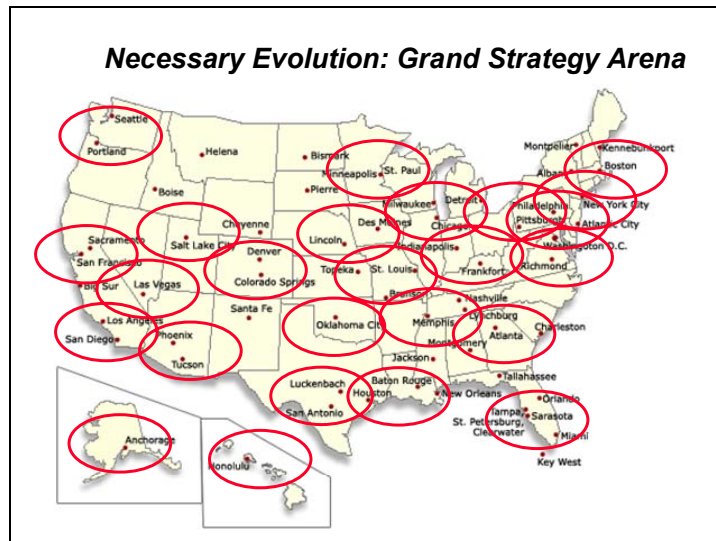 Necessary Evolution: Grand Strategy Arena
Seattle
Portland
Helena
Bismark
Montpelier
Kennebunkport
Boise
Minneapolis
St. Paul
Pierre
Milwaukee
Detroit
Boston
Philadelphia
New York City
Pittsburgh
Atlantic City
Sacramento
San Francisco
Salt Lake City
Cheyenne
Des Moines
Chicago
Washington D.C.
Lincoln
Denver
Indianapolis
Colorado Springs
Topeka
St. Louis
Frankfort
Richmond
Big Sur
Las Vegas
Branson
Nashville
Los Angeles
Santa Fe
Oklahoma City
Memphis
Lynchburg
San Diego
Phoenix
Atlanta
Charleston
Tucson
Montgomery
Jackson
Luckenbach
Baton Rouge
Tallahassee
San Antonio
Houston
New Orleans
Orlando
Tampa,
St. Petersburg,
Clearwater
Sarasota
Miami
Anchorage
Honolulu
Key West